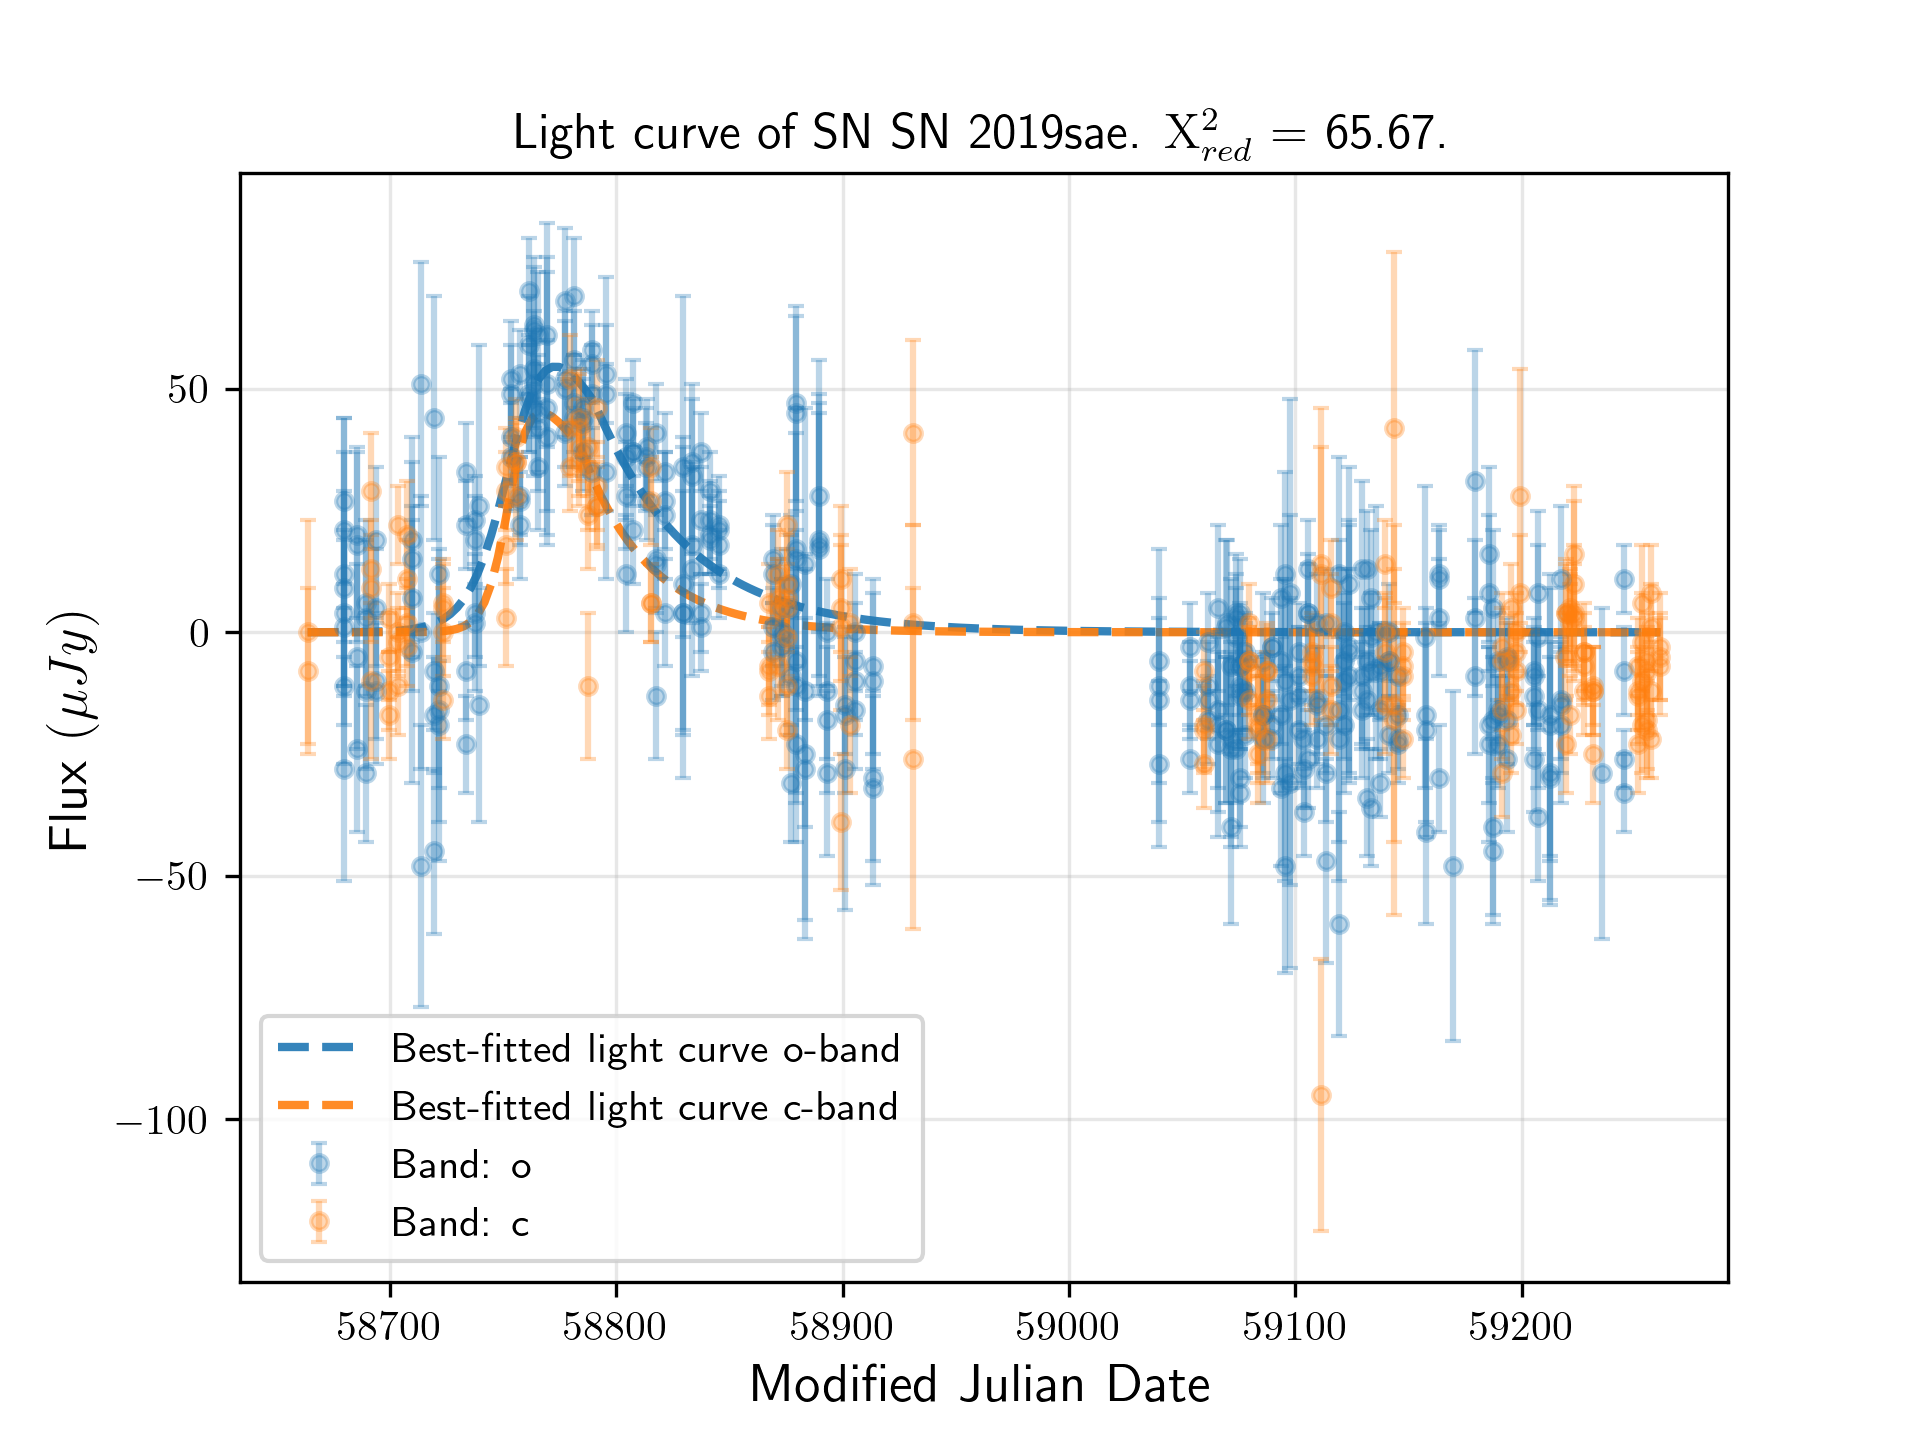 Light curve of SN SN 2019sae. X²_red = 65.67.
Flux (μJy)
50
0
−50
−100
Best-fitted light curve o-band
Best-fitted light curve c-band
Band: o
Band: c
58700 58800 58900 59000 59100 59200
Modified Julian Date